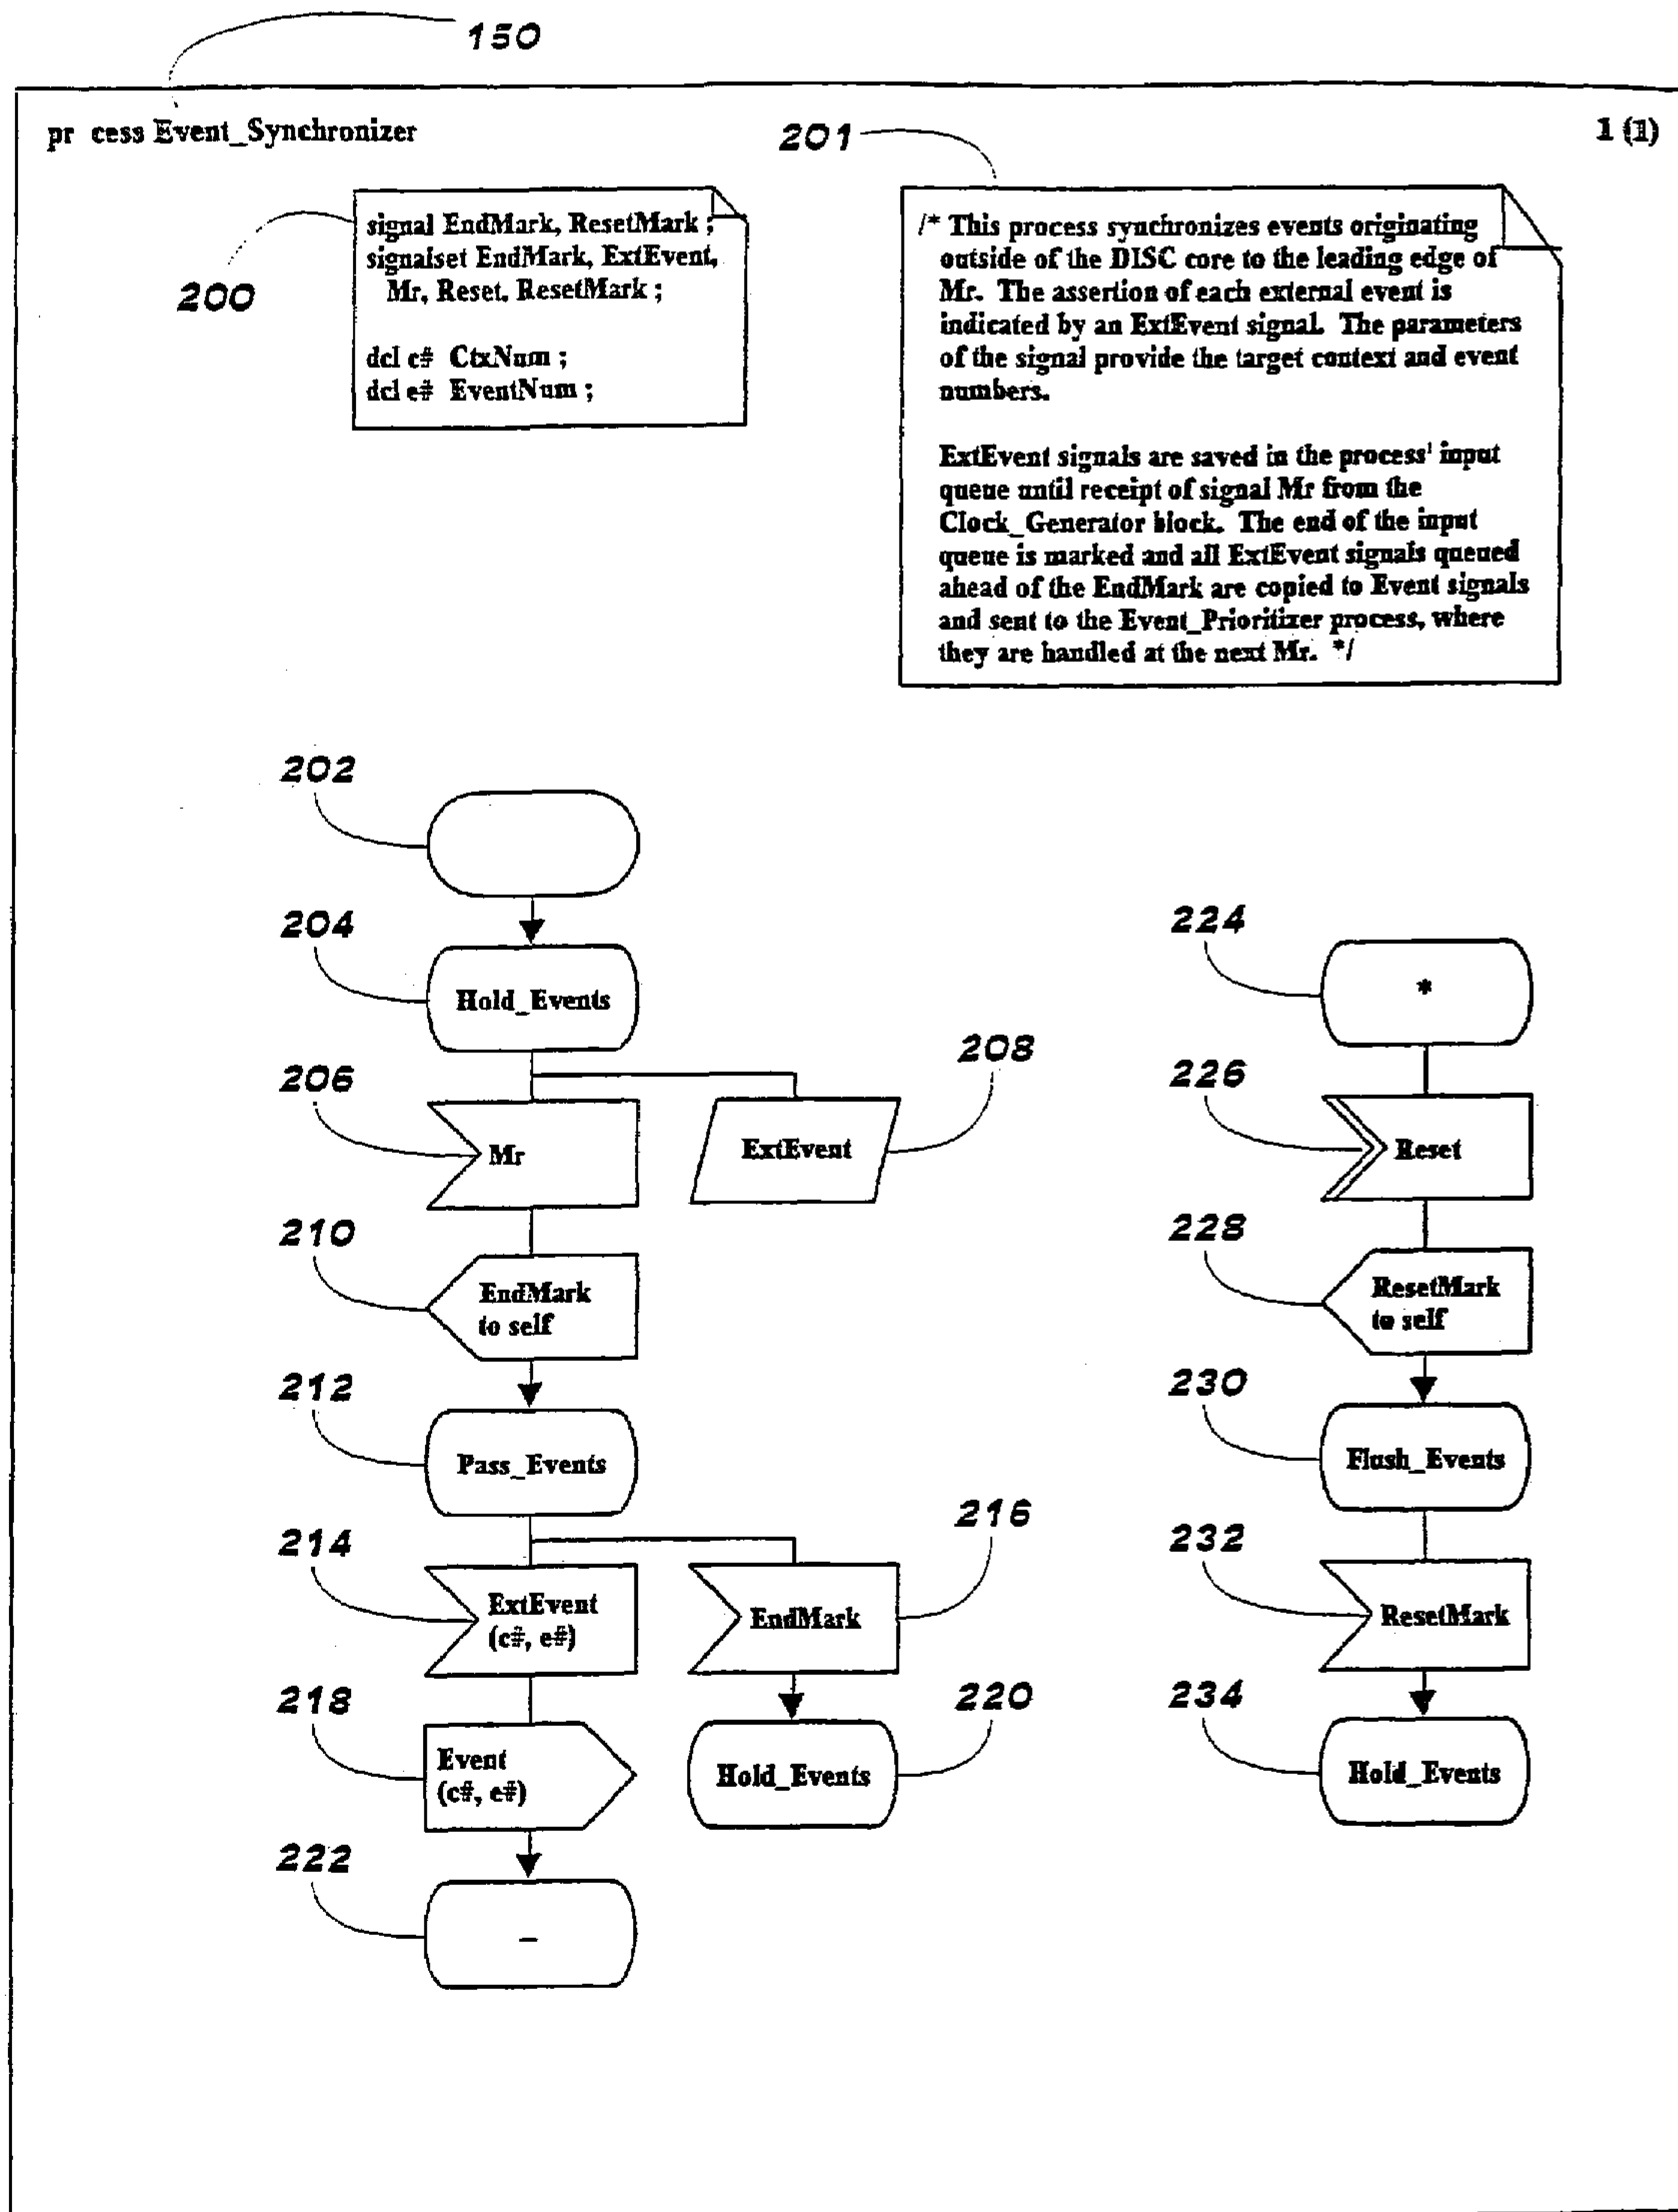 150
pr cess Event_Synchronizer
201
1 (1)
200
signal EndMark, ResetMark ;
signalset EndMark, ExtEvent,
Mr, Reset, ResetMark ;
dcl c# CtxNum ;
dcl e# EventNum ;
/* This process synchronizes events originating
outside of the DISC core to the leading edge of
Mr. The assertion of each external event is
indicated by an ExtEvent signal. The parameters
of the signal provide the target context and event
numbers.
ExtEvent signals are saved in the process' input
queue until receipt of signal Mr from the
Clock_Generator block. The end of the input
queue is marked and all ExtEvent signals queued
ahead of the EndMark are copied to Event signals
and sent to the Event_Prioritizer process, where
they are handled at the next Mr. */
202
204
Hold_Events
206
Mr
208
ExtEvent
210
EndMark
to self
212
Pass_Events
214
ExtEvent
(c#, e#)
216
EndMark
218
Event
(c#, e#)
220
Hold_Events
222
–
224
*
226
Reset
228
ResetMark
to self
230
Flush_Events
232
ResetMark
234
Hold_Events